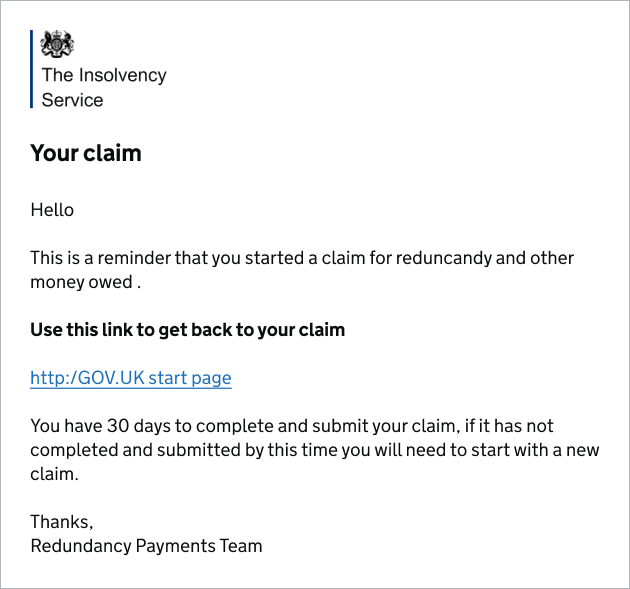 The Insolvency
Service
Your claim
Hello
This is a reminder that you started a claim for reduncandy and other
money owed .
Use this link to get back to your claim
http:/GOV.UK start page
You have 30 days to complete and submit your claim, if it has not
completed and submitted by this time you will need to start with a new
claim.
Thanks,
Redundancy Payments Team